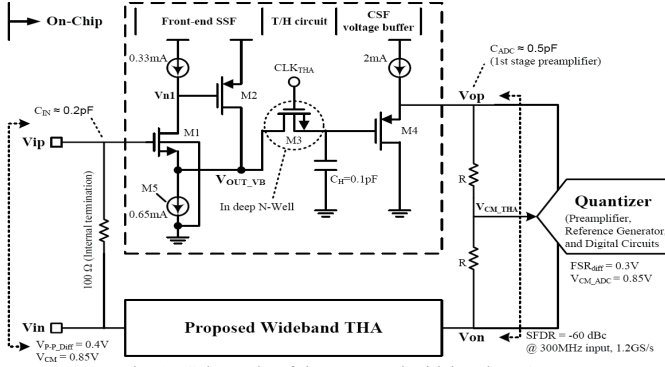 On-Chip
Front-end SSF
T/H circuit
CSF
voltage buffer
0.33mA
2mA
CLKTHA
CADC ≈ 0.5pF
(1st stage preamplifier)
Vn1
M2
Vop
CIN ≈ 0.2pF
M1
M3
M4
Vip
VOUT_VB
CH=0.1pF
R
M5
0.65mA
In deep N-Well
VCM_THA
Quantizer
(Preamplifier,
Reference Generator,
and Digital Circuits
100 Ω (Internal termination)
R
FSRdiff = 0.3V
VCM_ADC = 0.85V
Vin
Proposed Wideband THA
Von
VP-P_Diff = 0.4V
VCM = 0.85V
SFDR = -60 dBc
@ 300MHz input, 1.2GS/s